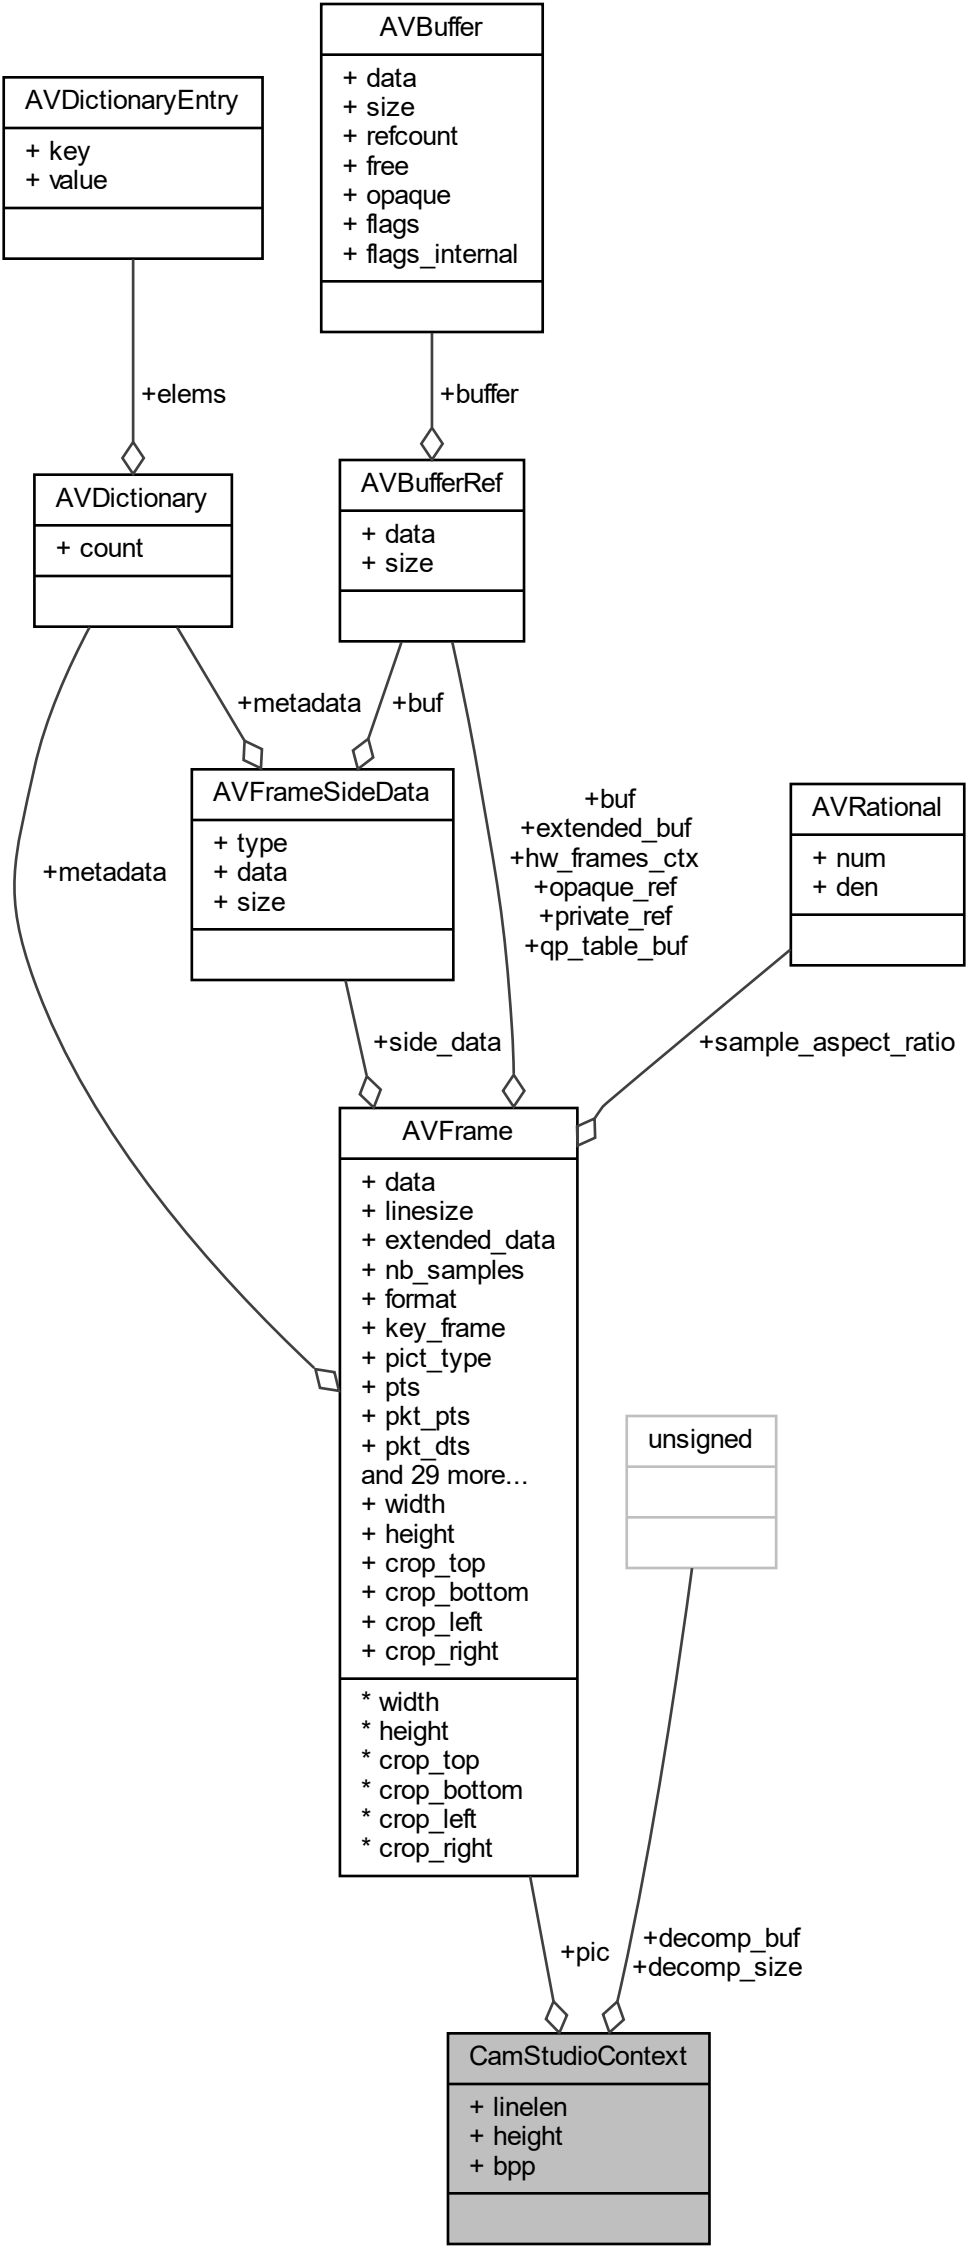 AVBuffer
+ data
+ size
+ refcount
+ free
+ opaque
+ flags
+ flags_internal
AVDictionaryEntry
+ key
+ value
+elems
+buffer
AVDictionary
+ count
AVBufferRef
+ data
+ size
+metadata
+buf
AVFrameSideData
+ type
+ data
+ size
+buf
+extended_buf
+hw_frames_ctx
+opaque_ref
+private_ref
+qp_table_buf
AVRational
+ num
+ den
+metadata
+side_data
+sample_aspect_ratio
AVFrame
+ data
+ linesize
+ extended_data
+ nb_samples
+ format
+ key_frame
+ pict_type
+ pts
+ pkt_pts
+ pkt_dts
and 29 more...
+ width
+ height
+ crop_top
+ crop_bottom
+ crop_left
+ crop_right
* width
* height
* crop_top
* crop_bottom
* crop_left
* crop_right
unsigned
+pic
+decomp_buf
+decomp_size
CamStudioContext
+ linelen
+ height
+ bpp